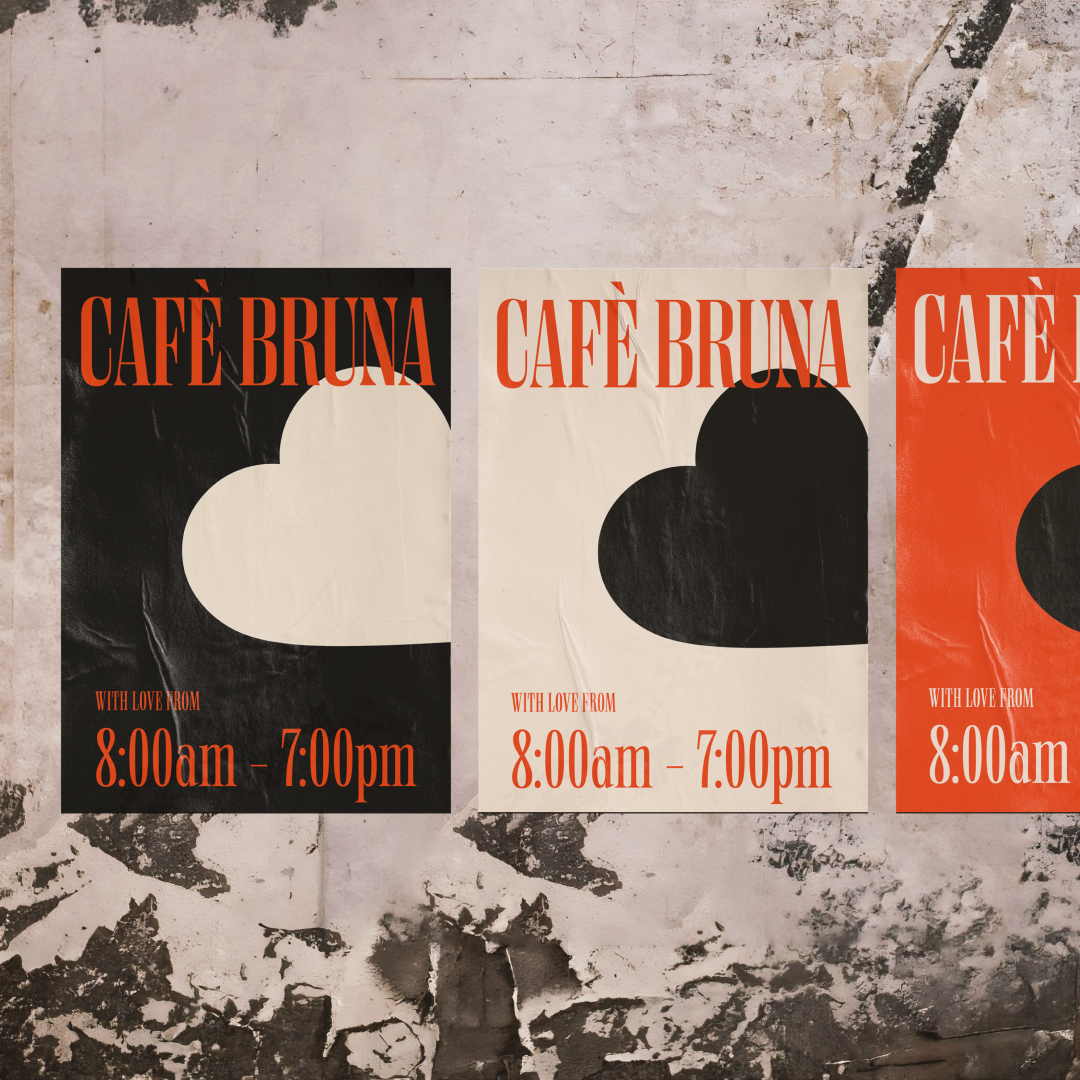 CAFÈ BRUNA
WITH LOVE FROM
8:00am – 7:00pm
CAFÈ BRUNA
WITH LOVE FROM
8:00am – 7:00pm
CAFÈ
WITH LOVE FROM
8:00am